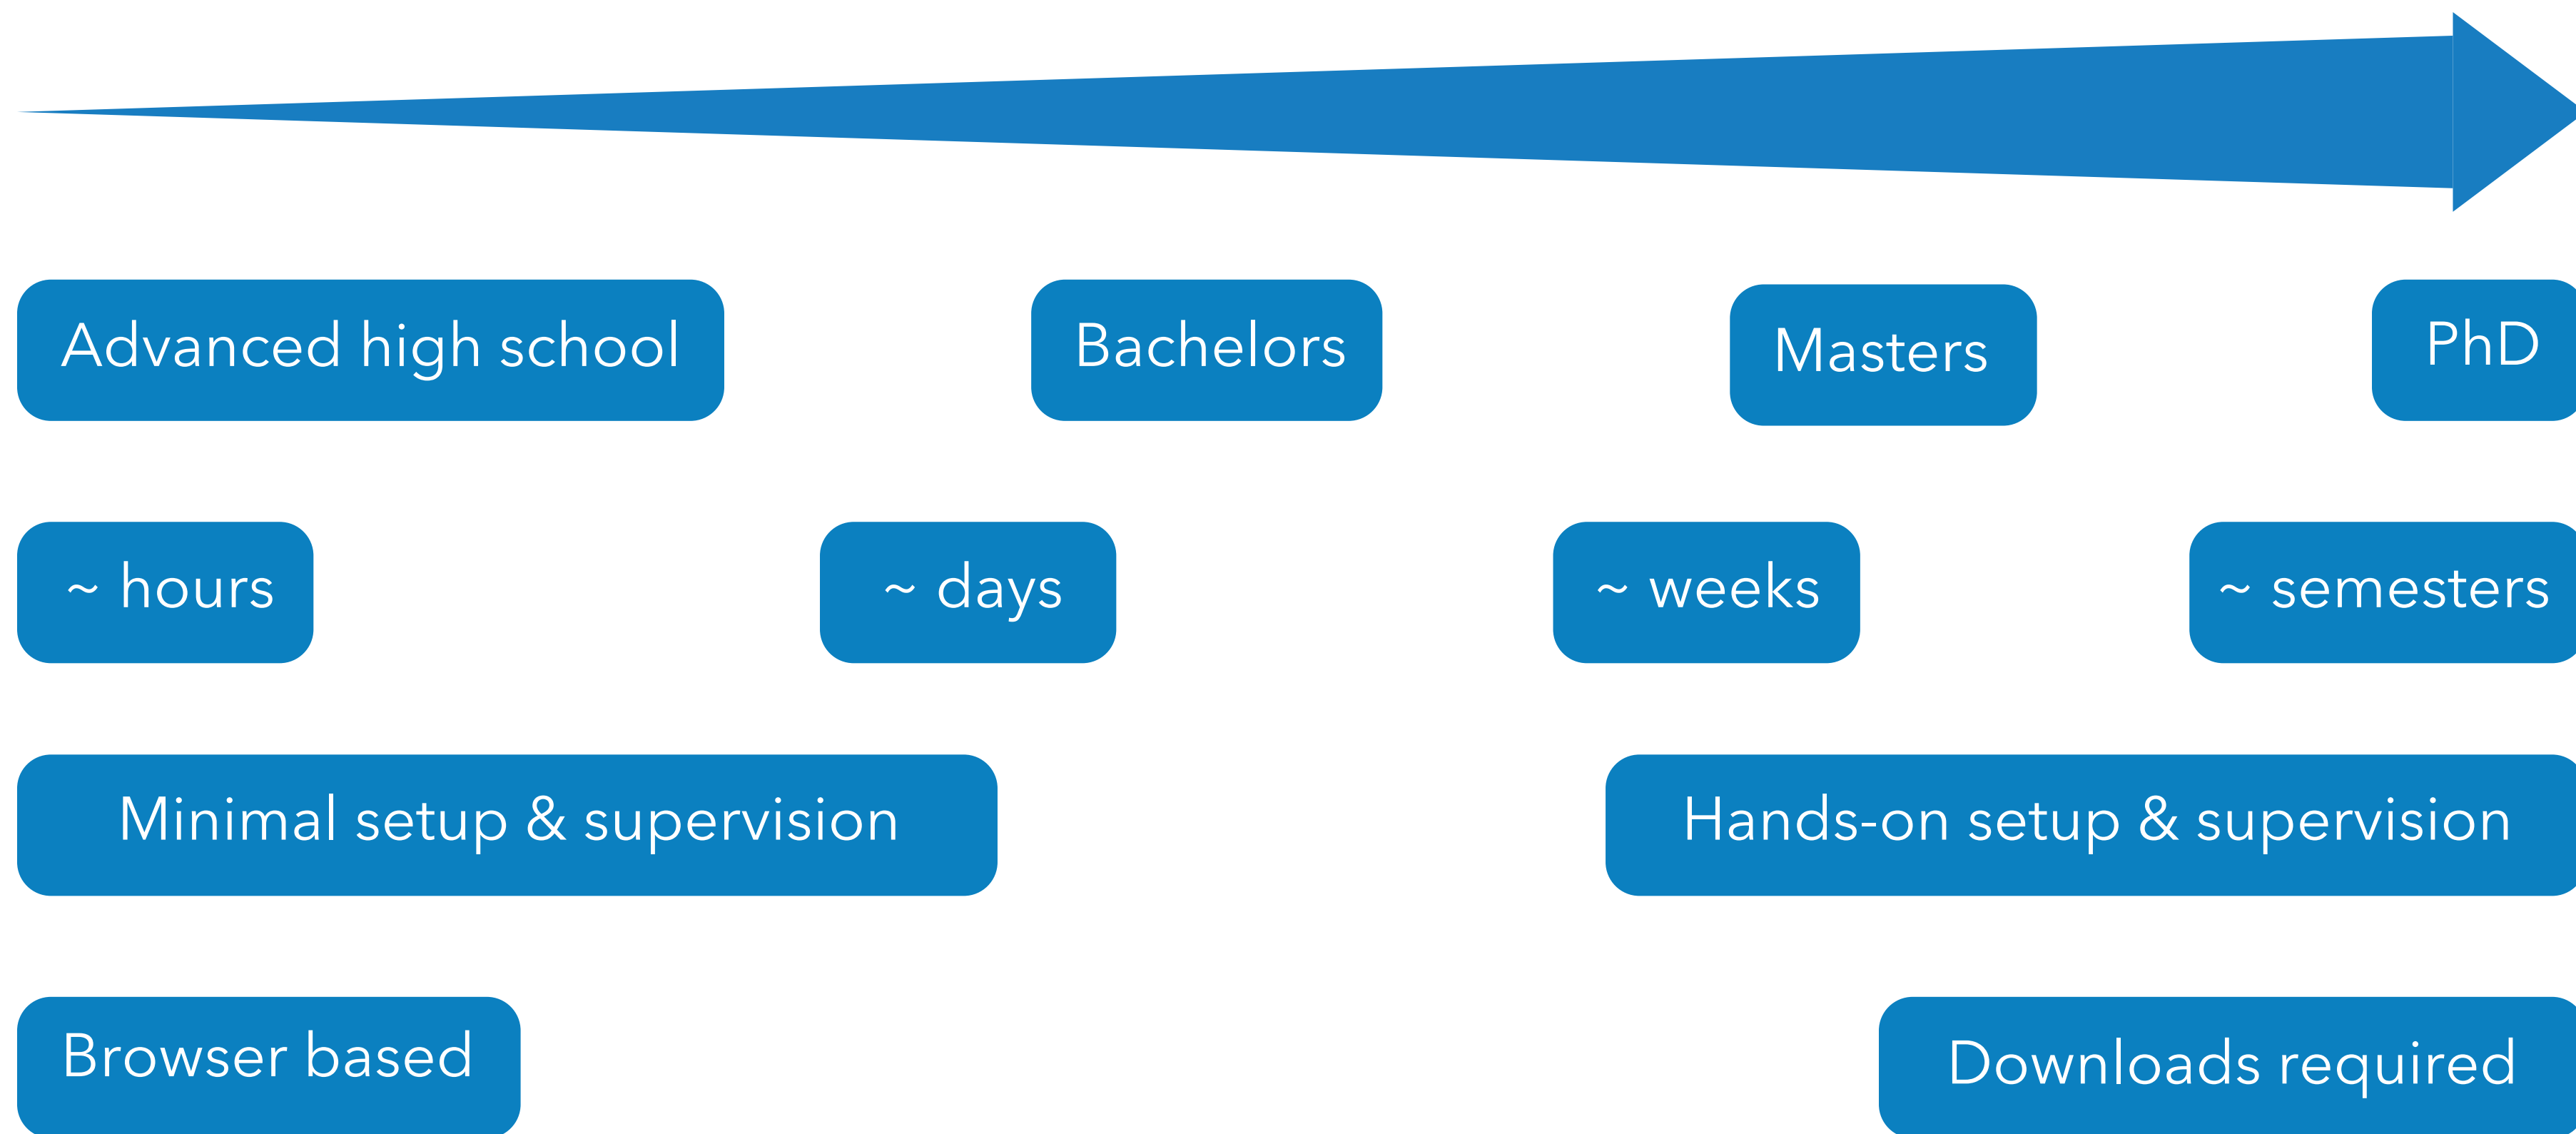 Advanced high school
Bachelors
Masters
PhD
~ hours
~ days
~ weeks
~ semesters
Minimal setup & supervision
Hands-on setup & supervision
Browser based
Downloads required